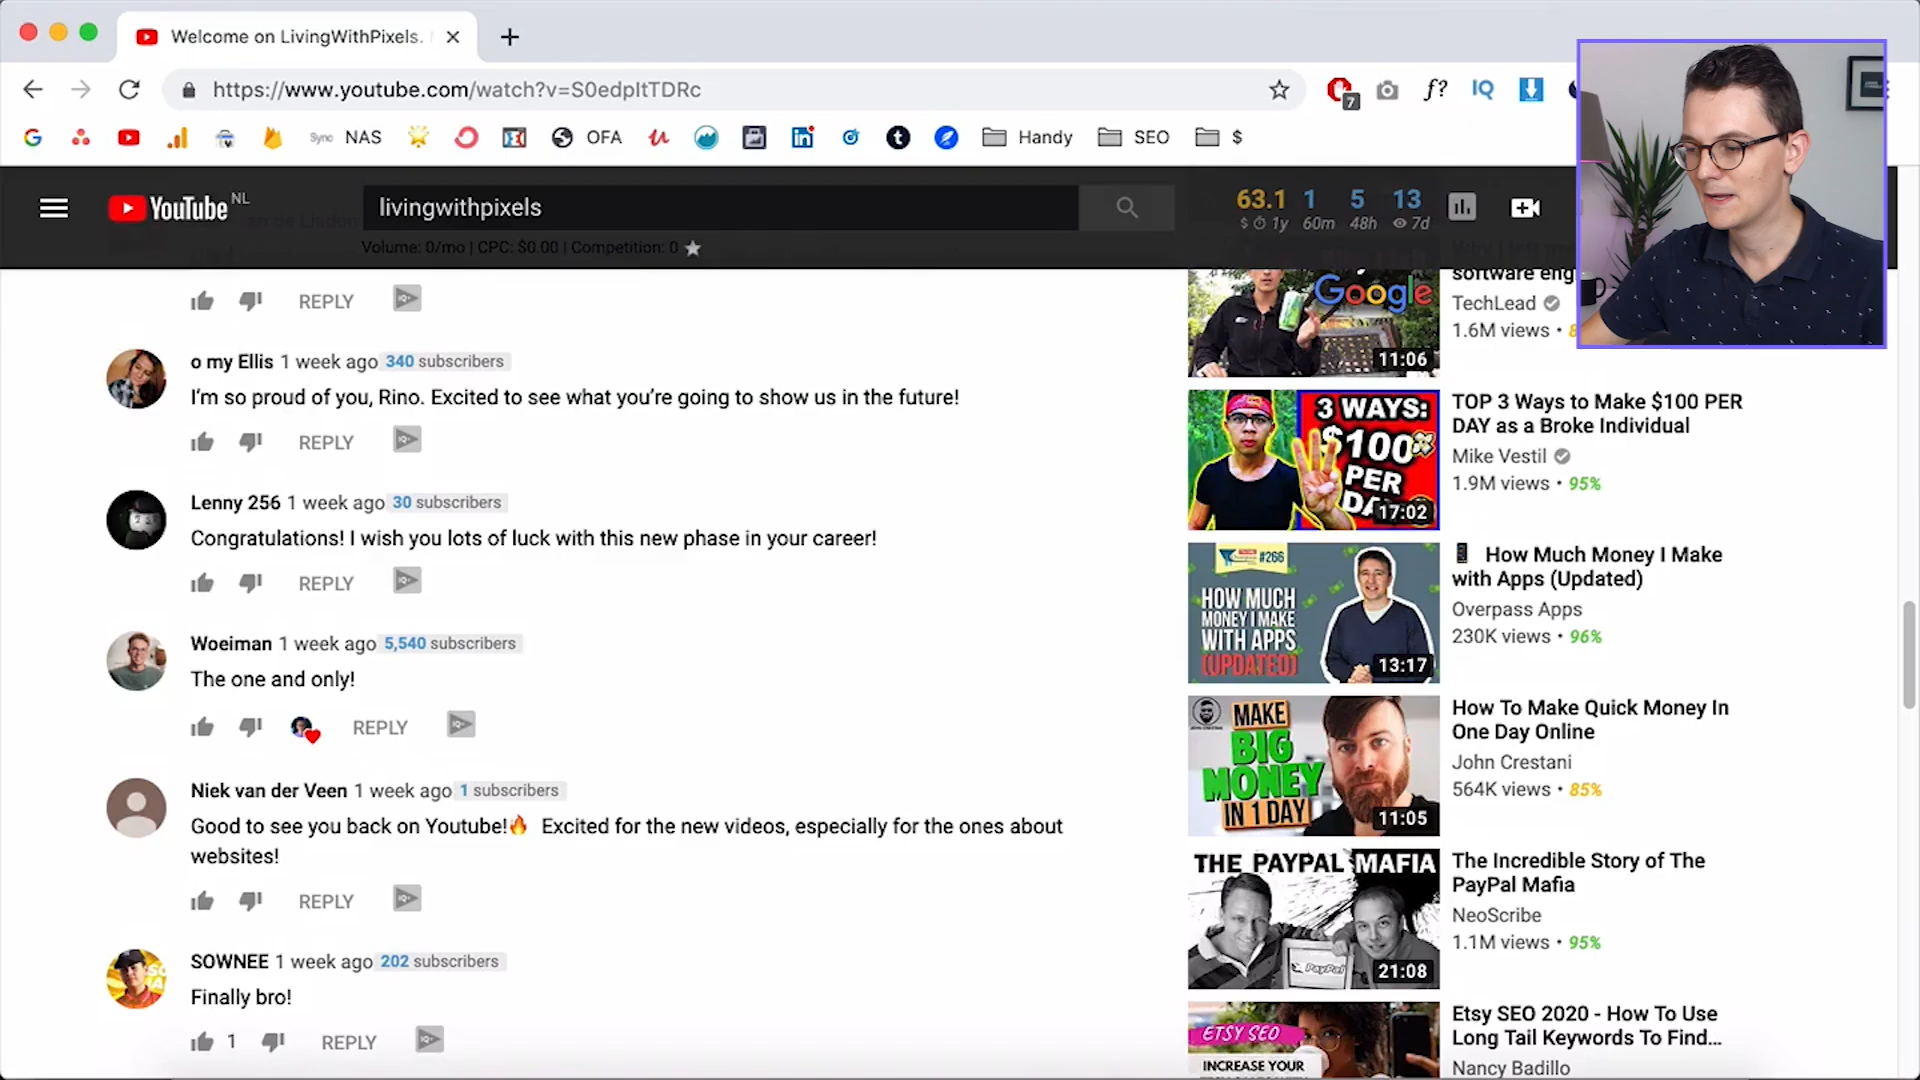 Welcome on LivingWithPixels.
https://www.youtube.com/watch?v=S0edpItTDRc
7
f?
IQ
Sync NAS
OFA
Handy
SEO
$
YouTube NL
livingwithpixels
63.1 1 5 13
$ 1y 60m 48h 7d
Volume: 0/mo | CPC: $0.00 | Competition: 0
REPLY
o my Ellis 1 week ago 340 subscribers
I'm so proud of you, Rino. Excited to see what you're going to show us in the future!
REPLY
Lenny 256 1 week ago 30 subscribers
Congratulations! I wish you lots of luck with this new phase in your career!
REPLY
Woeiman 1 week ago 5,540 subscribers
The one and only!
REPLY
Niek van der Veen 1 week ago 1 subscribers
Good to see you back on Youtube!🔥 Excited for the new videos, especially for the ones about
websites!
REPLY
SOWNEE 1 week ago 202 subscribers
Finally bro!
1 REPLY
Google
11:06
software eng
TechLead
1.6M views •
3 WAYS:
$100
PER
DA
17:02
TOP 3 Ways to Make $100 PER
DAY as a Broke Individual
Mike Vestil
1.9M views • 95%
#266
HOW MUCH
MONEY I MAKE
WITH APPS
(UPDATED)
13:17
How Much Money I Make
with Apps (Updated)
Overpass Apps
230K views • 96%
MAKE
BIG
MONEY
IN 1 DAY
11:05
How To Make Quick Money In
One Day Online
John Crestani
564K views • 85%
THE PAYPAL MAFIA
PayPal
21:08
The Incredible Story of The
PayPal Mafia
NeoScribe
1.1M views • 95%
ETSY SEO
INCREASE YOUR
Etsy SEO 2020 - How To Use
Long Tail Keywords To Find...
Nancy Badillo